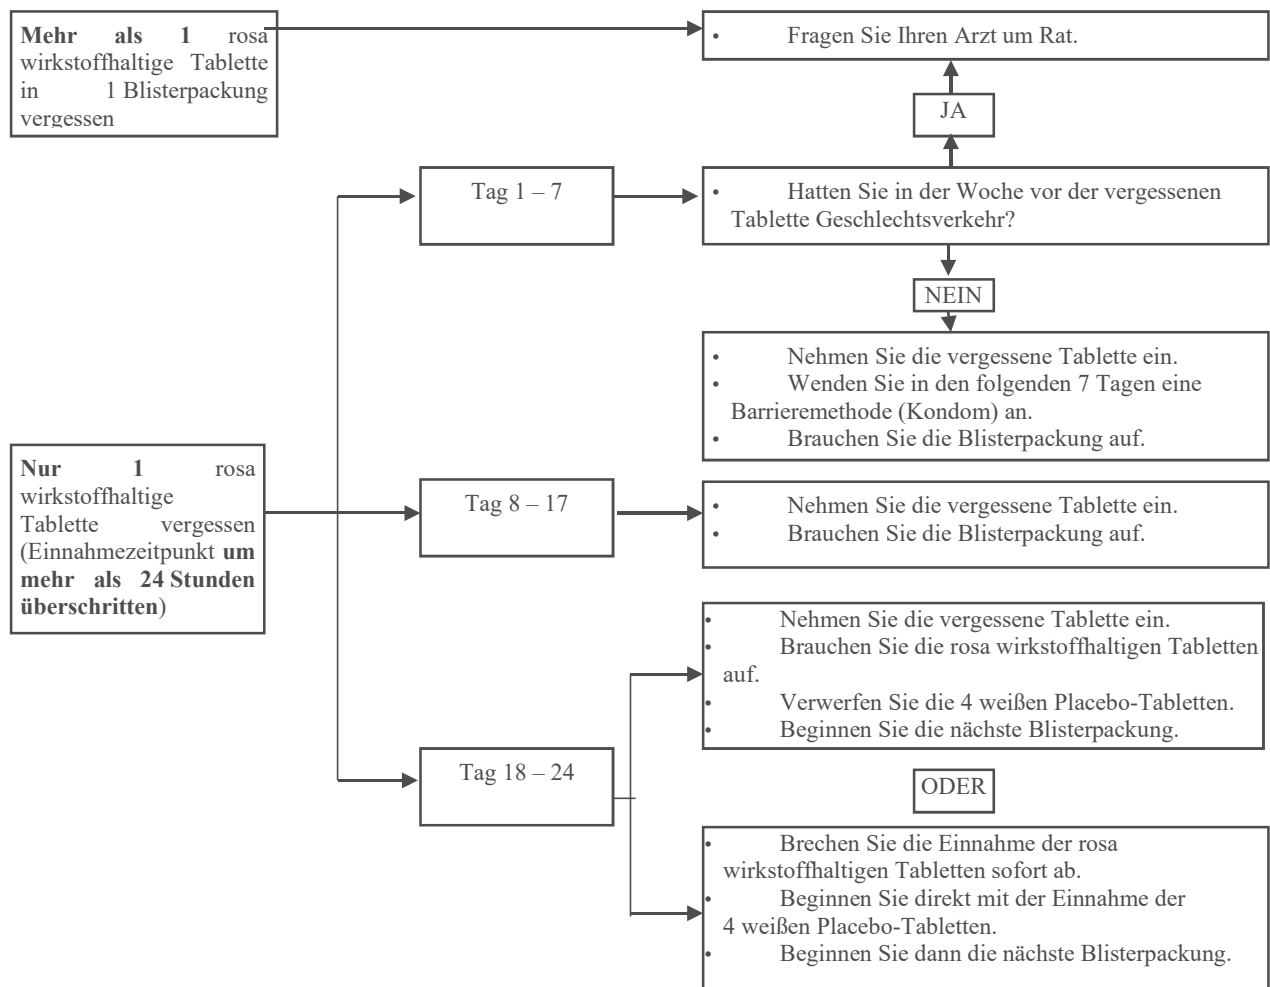 Mehr als 1 rosa
wirkstoffhaltige Tablette
in 1 Blisterpackung
vergessen
• Fragen Sie Ihren Arzt um Rat.
JA
Tag 1 – 7
• Hatten Sie in der Woche vor der vergessenen
Tablette Geschlechtsverkehr?
NEIN
• Nehmen Sie die vergessene Tablette ein.
• Wenden Sie in den folgenden 7 Tagen eine
Barrieremethode (Kondom) an.
• Brauchen Sie die Blisterpackung auf.
Nur 1 rosa
wirkstoffhaltige
Tablette vergessen
(Einnahmezeitpunkt um
mehr als 24 Stunden
überschritten)
Tag 8 – 17
• Nehmen Sie die vergessene Tablette ein.
• Brauchen Sie die Blisterpackung auf.
Tag 18 – 24
• Nehmen Sie die vergessene Tablette ein.
• Brauchen Sie die rosa wirkstoffhaltigen Tabletten
auf.
• Verwerfen Sie die 4 weißen Placebo-Tabletten.
• Beginnen Sie die nächste Blisterpackung.
ODER
• Brechen Sie die Einnahme der rosa
wirkstoffhaltigen Tabletten sofort ab.
• Beginnen Sie direkt mit der Einnahme der
4 weißen Placebo-Tabletten.
• Beginnen Sie dann die nächste Blisterpackung.